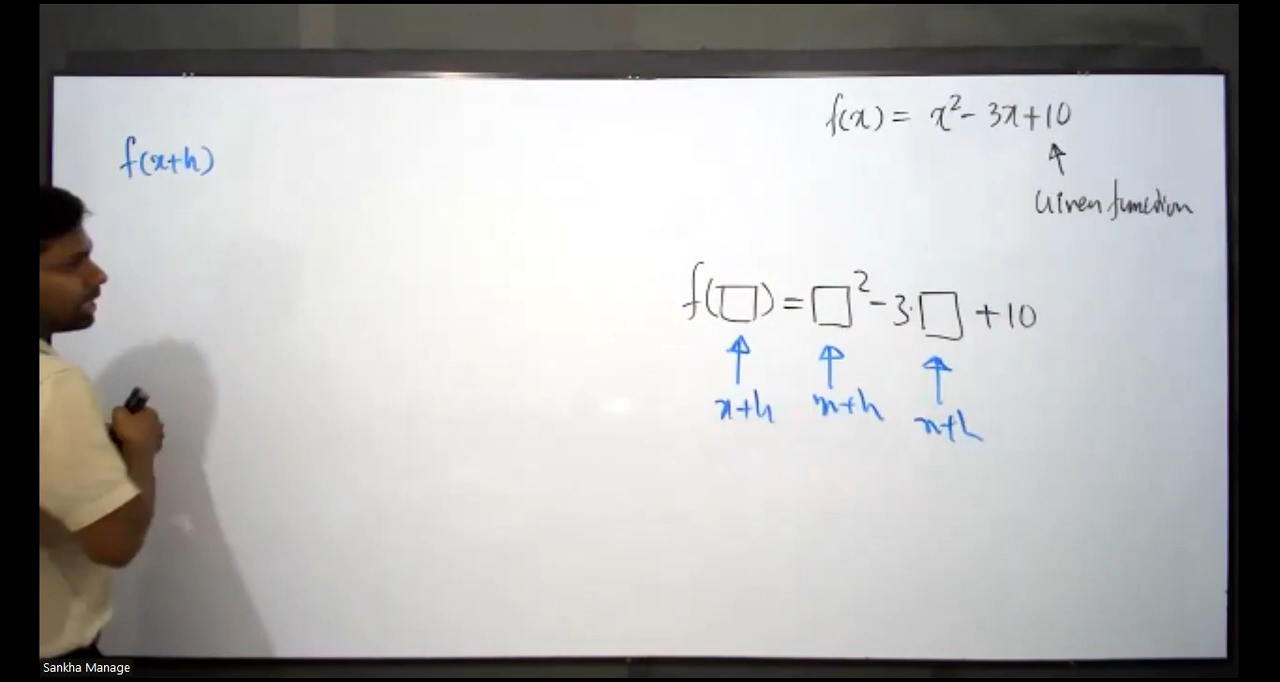 f(x) = x² - 3x + 10
f(x+h)
Given function
f(□) = □² - 3·□ + 10
x+h x+h x+h
Sankha Manage